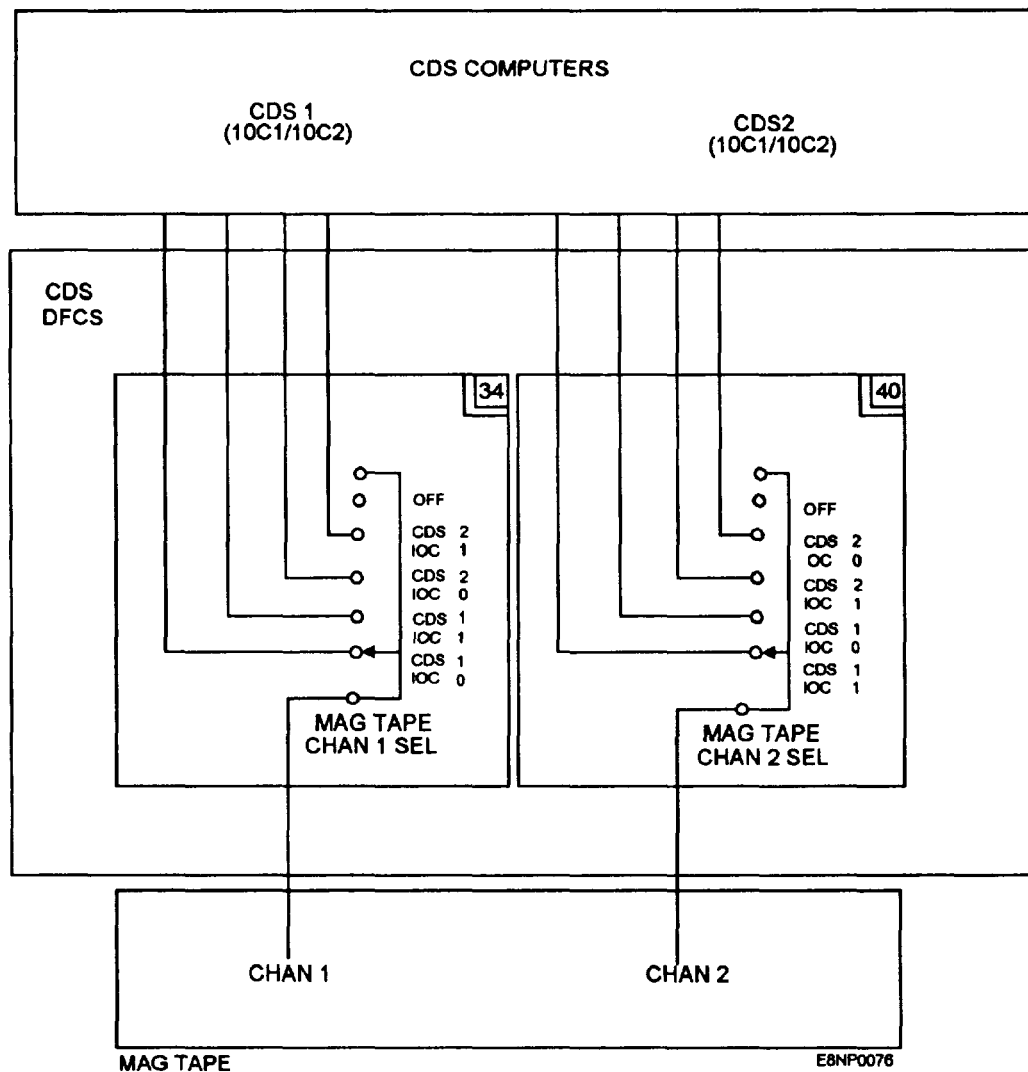 CDS COMPUTERS
CDS 1
(10C1/10C2)
CDS2
(10C1/10C2)
CDS
DFCS
34
OFF
CDS 2
IOC 1
CDS 2
IOC 0
CDS 1
IOC 1
CDS 1
IOC 0
MAG TAPE
CHAN 1 SEL
40
OFF
CDS 2
OC 0
CDS 2
IOC 1
CDS 1
IOC 0
CDS 1
IOC 1
MAG TAPE
CHAN 2 SEL
CHAN 1
CHAN 2
MAG TAPE
E8NP0076